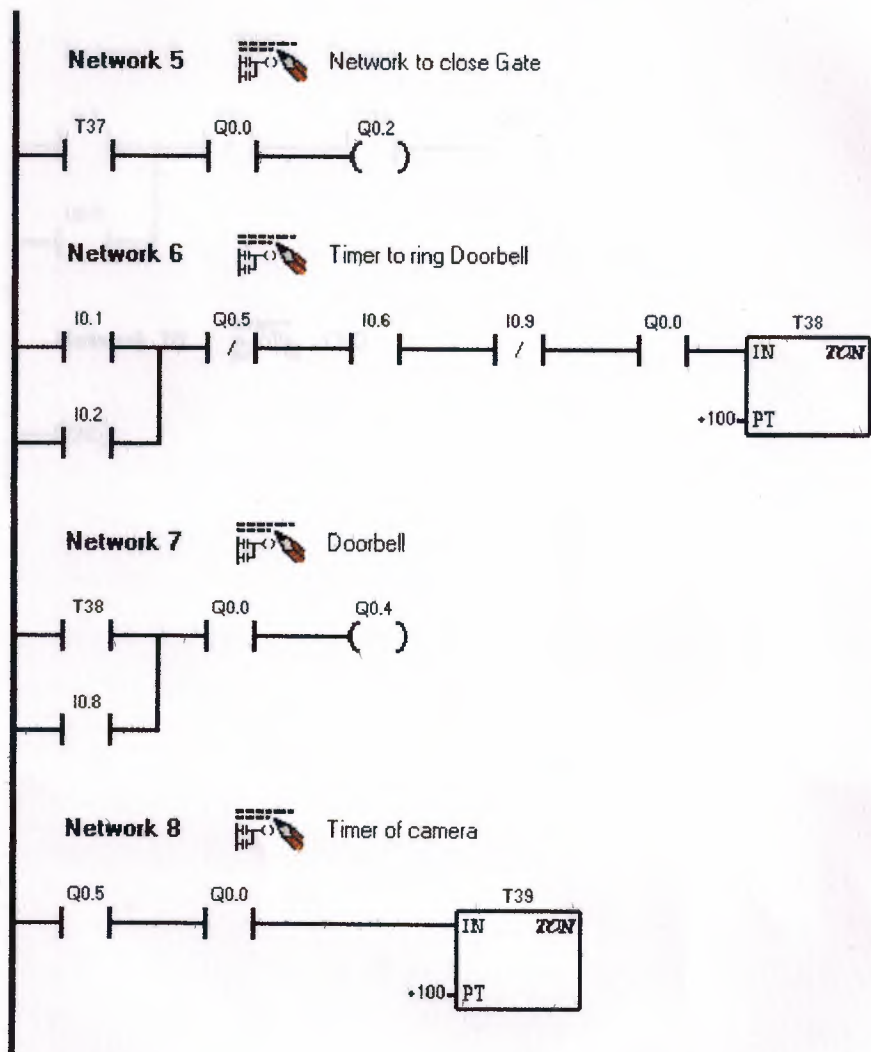 Network 5 Network to close Gate
T37 Q0.0 Q0.2
Network 6 Timer to ring Doorbell
I0.1 Q0.5 I0.6 I0.9 Q0.0 T38
IN TON
I0.2
+100 PT
Network 7 Doorbell
T38 Q0.0 Q0.4
I0.8
Network 8 Timer of camera
Q0.5 Q0.0 T39
IN TON
+100 PT